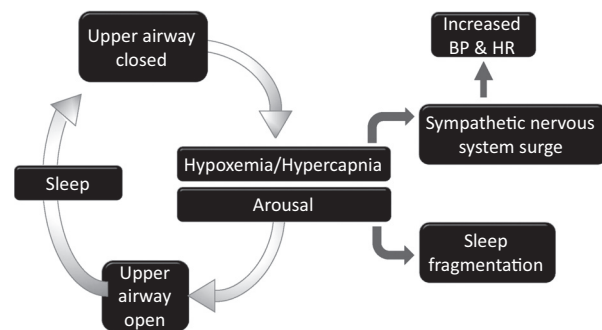 Upper airway
closed
Increased
BP & HR
Sympathetic nervous
system surge
Hypoxemia/Hypercapnia
Sleep
Arousal
Sleep
fragmentation
Upper
airway
open